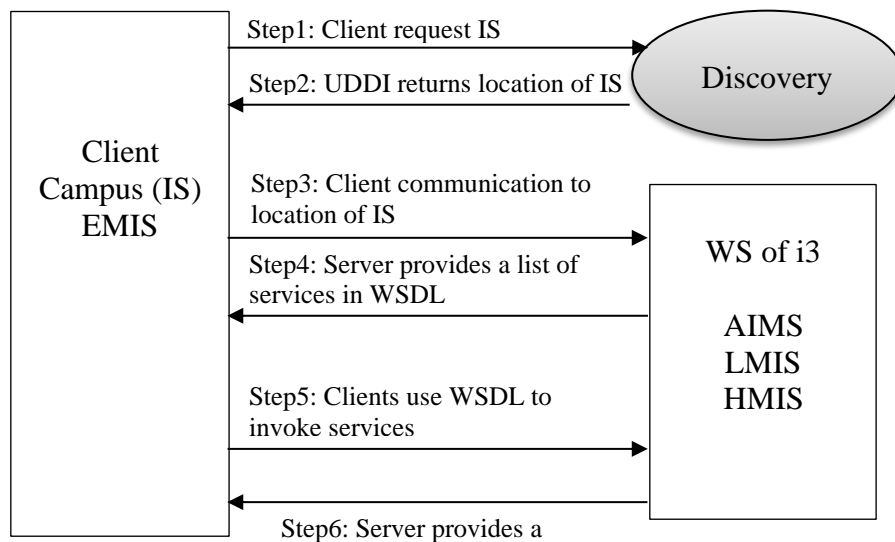 Step1: Client request IS
Step2: UDDI returns location of IS
Discovery
Client
Campus (IS)
EMIS
Step3: Client communication to
location of IS
Step4: Server provides a list of
services in WSDL
Step5: Clients use WSDL to
invoke services
Step6: Server provides a
WS of i3
AIMS
LMIS
HMIS